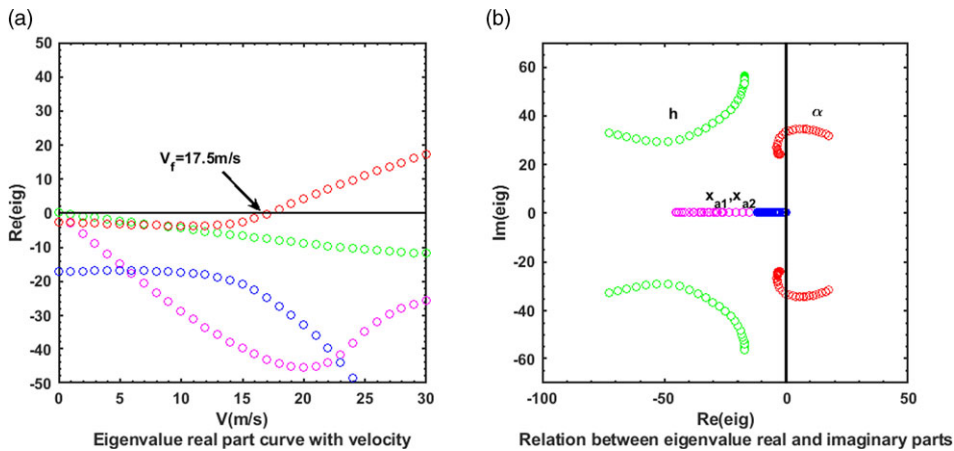 (a)
(b)
50
40
30
20
10
0
-10
-20
-30
-40
-50
Re(eig)
V_f=17.5m/s
0
5
10
15
20
25
30
V(m/s)
Eigenvalue real part curve with velocity
60
40
20
0
-20
-40
-60
Im(eig)
h
α
x_a1,x_a2
-100
-50
0
50
Re(eig)
Relation between eigenvalue real and imaginary parts